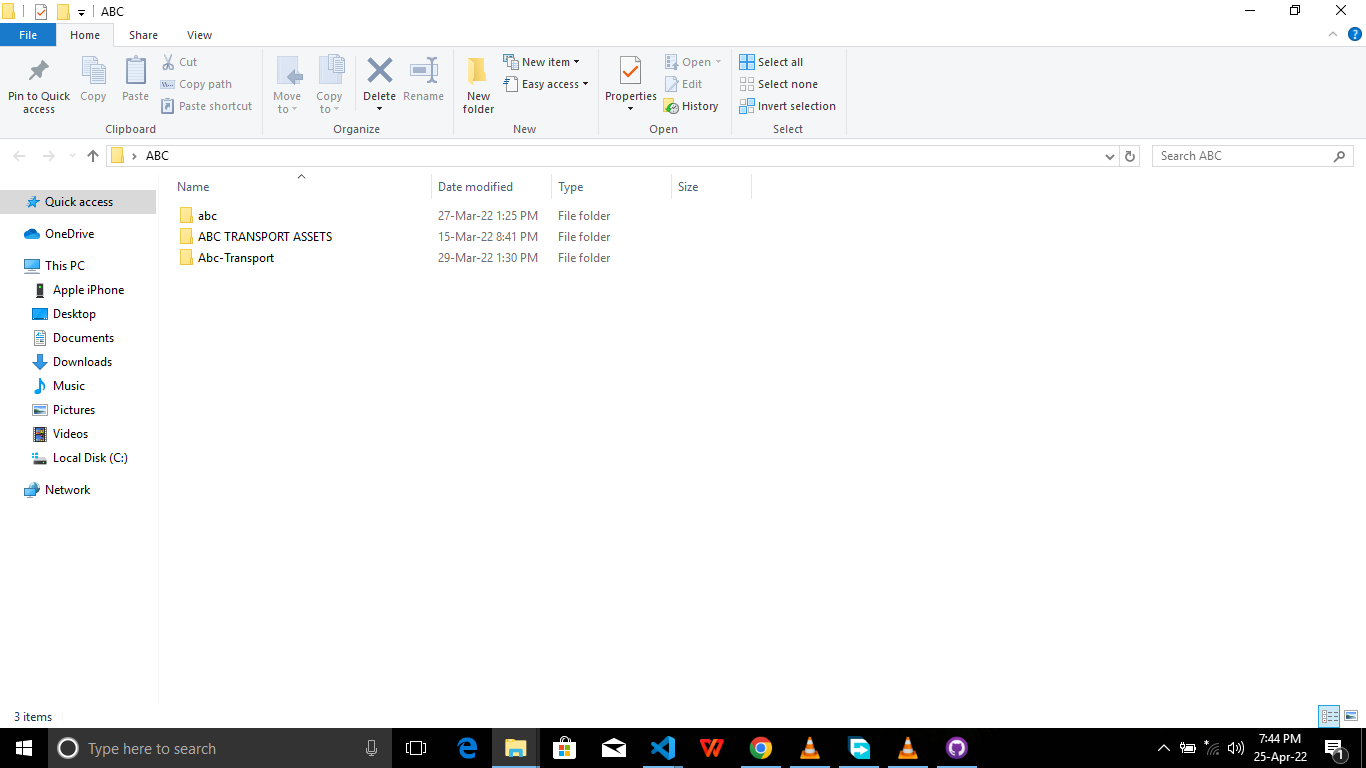 ABC
File Home Share View
Pin to Quick access
Copy
Paste
Cut
Copy path
Paste shortcut
Clipboard
Move to
Copy to
Delete
Rename
Organize
New folder
New item
Easy access
New
Properties
Open
Edit
History
Open
Select all
Select none
Invert selection
Select
ABC
Search ABC
Name Date modified Type Size
abc 27-Mar-22 1:25 PM File folder
ABC TRANSPORT ASSETS 15-Mar-22 8:41 PM File folder
Abc-Transport 29-Mar-22 1:30 PM File folder
Quick access
OneDrive
This PC
Apple iPhone
Desktop
Documents
Downloads
Music
Pictures
Videos
Local Disk (C:)
Network
3 items
Type here to search
7:44 PM
25-Apr-22
1